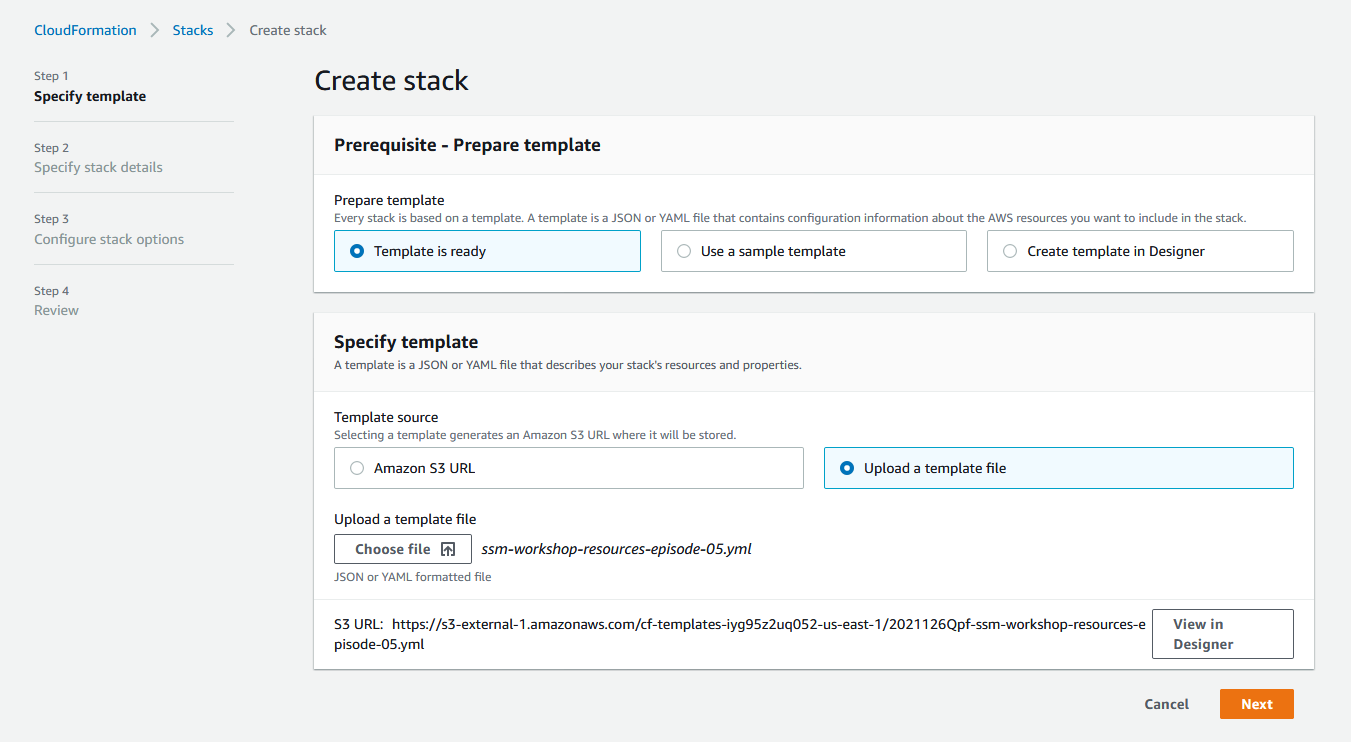 CloudFormation > Stacks > Create stack
Step 1
Specify template
Step 2
Specify stack details
Step 3
Configure stack options
Step 4
Review
Create stack
Prerequisite - Prepare template
Prepare template
Every stack is based on a template. A template is a JSON or YAML file that contains configuration information about the AWS resources you want to include in the stack.
Template is ready
Use a sample template
Create template in Designer
Specify template
A template is a JSON or YAML file that describes your stack's resources and properties.
Template source
Selecting a template generates an Amazon S3 URL where it will be stored.
Amazon S3 URL
Upload a template file
Upload a template file
Choose file
ssm-workshop-resources-episode-05.yml
JSON or YAML formatted file
S3 URL: https://s3-external-1.amazonaws.com/cf-templates-iyg95z2uq052-us-east-1/2021126Qpf-ssm-workshop-resources-e
pisode-05.yml
View in
Designer
Cancel
Next